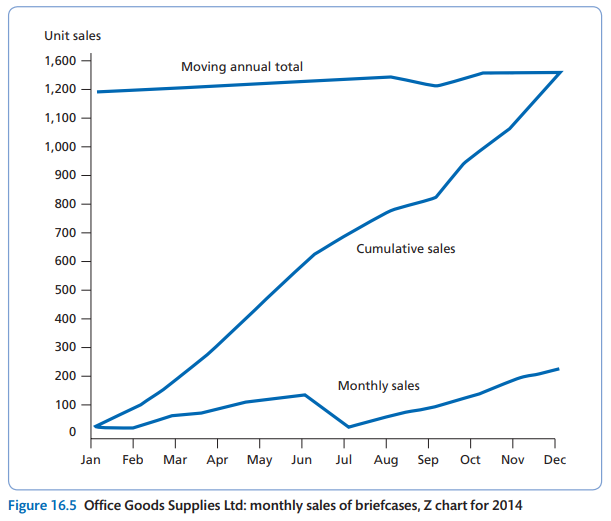 Unit sales
1,600
1,200
1,100
1,000
900
800
700
600
500
400
300
200
100
0
Moving annual total
Cumulative sales
Monthly sales
Jan Feb Mar Apr May Jun Jul Aug Sep Oct Nov Dec
Figure 16.5 Office Goods Supplies Ltd: monthly sales of briefcases, Z chart for 2014